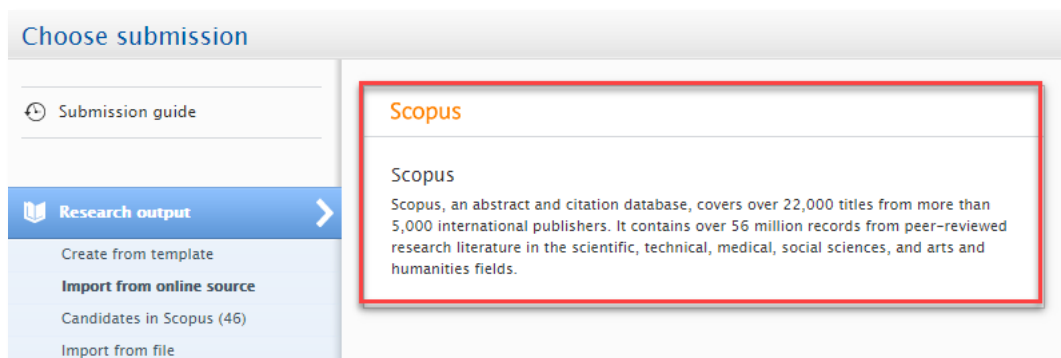 Choose submission
Submission guide
Research output
Create from template
Import from online source
Candidates in Scopus (46)
Import from file
Scopus
Scopus
Scopus, an abstract and citation database, covers over 22,000 titles from more than
5,000 international publishers. It contains over 56 million records from peer-reviewed
research literature in the scientific, technical, medical, social sciences, and arts and
humanities fields.